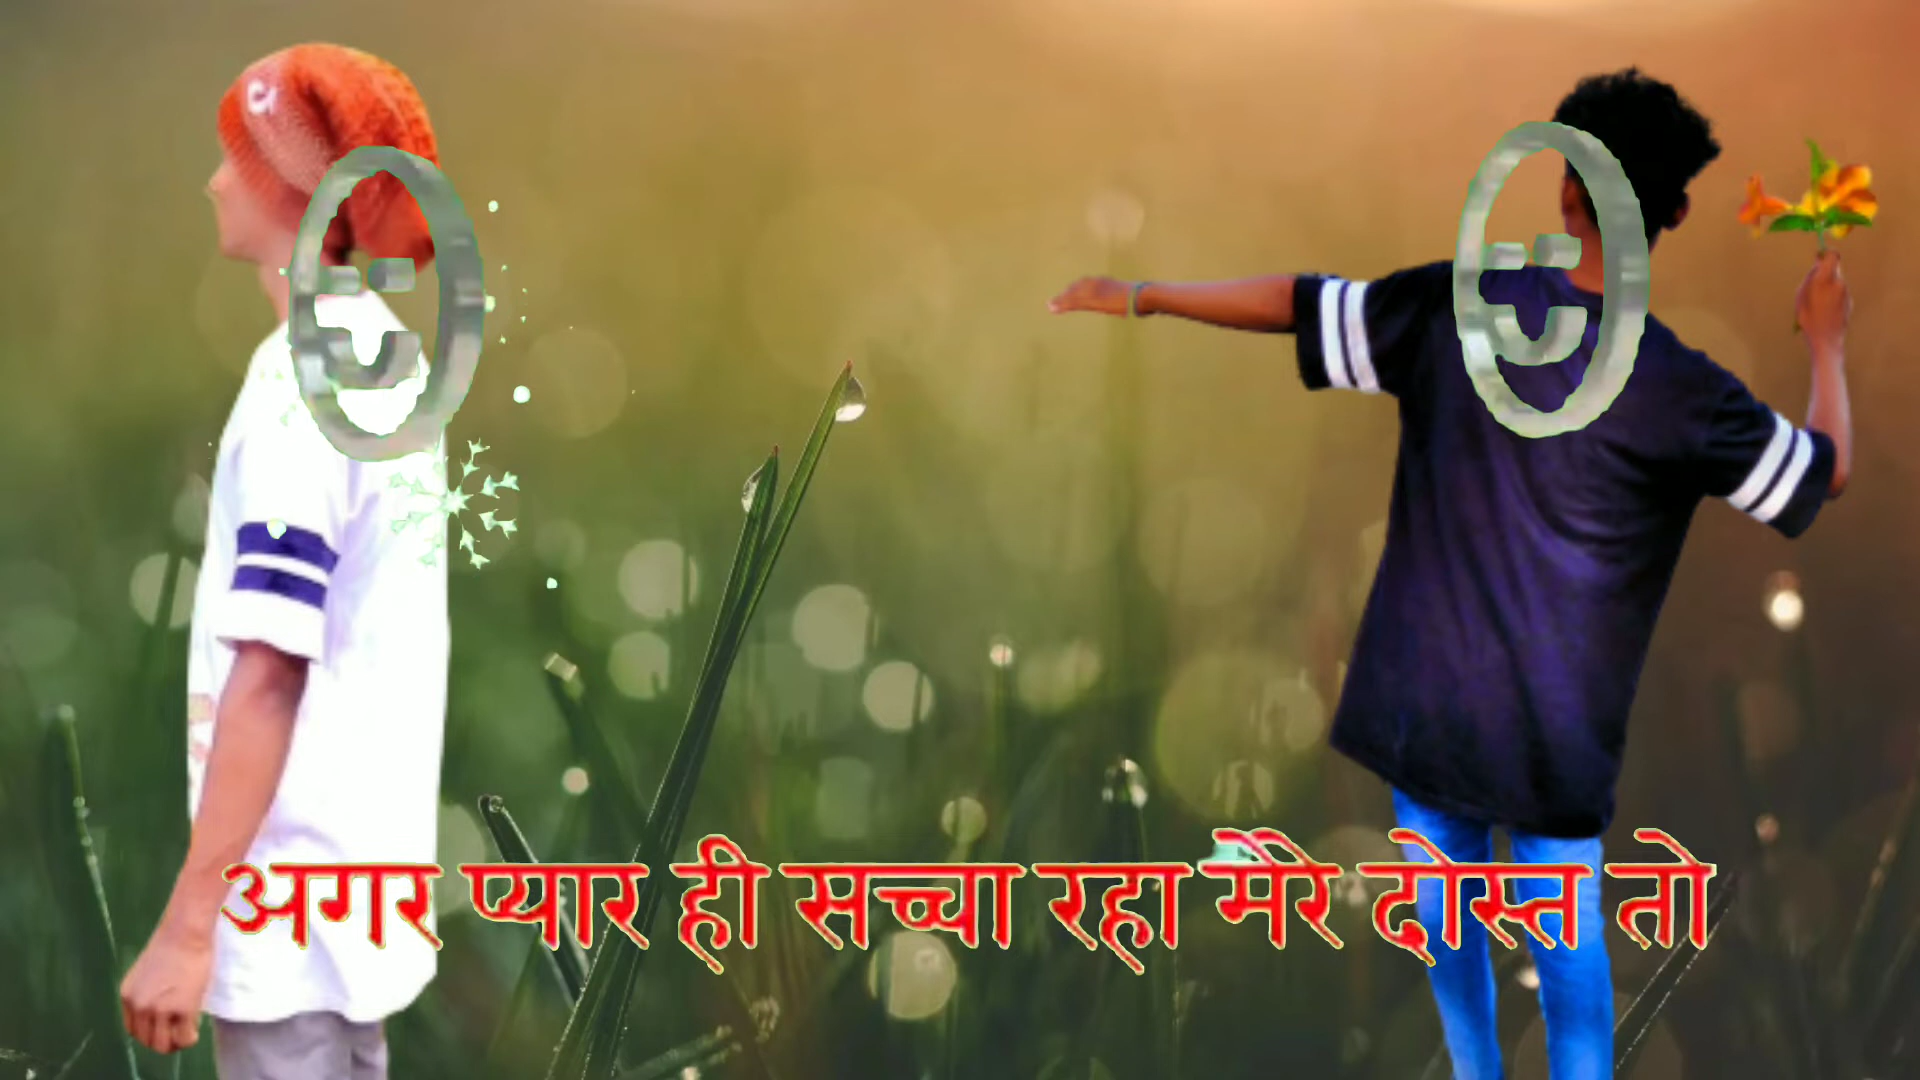 अगर प्यार ही सच्चा रहा मेरे दोस्त तो